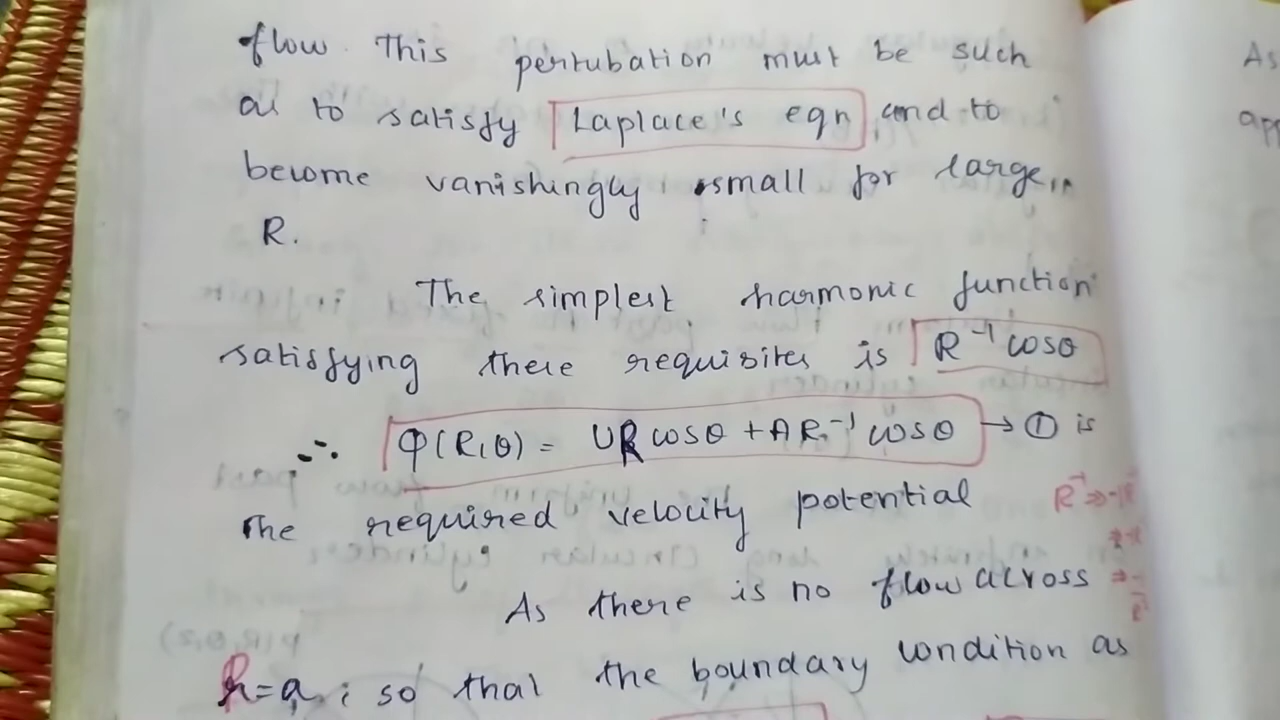 flow. This pertubation must be such
as to satisfy Laplace's eqn and to
become vanishingly small for large
R.
The simplest harmonic function
satisfying these requisites is R⁻¹ cosθ
∴ φ(R,θ) = UR cosθ + AR⁻¹ cosθ → ① is
The required velocity potential
As there is no flow across
R=a, so that the boundary condition as
As